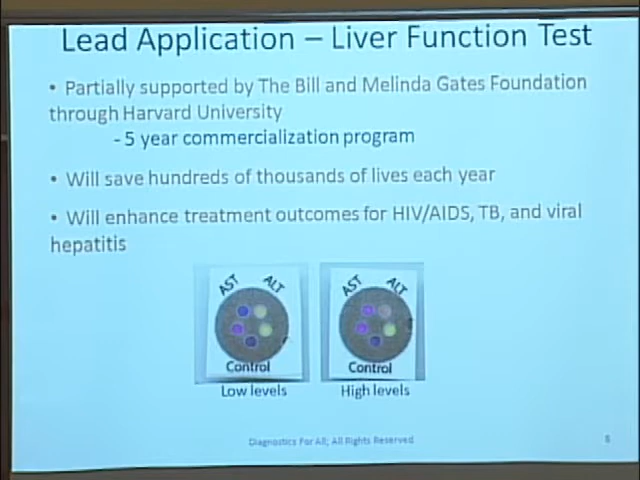 Lead Application – Liver Function Test
• Partially supported by The Bill and Melinda Gates Foundation
through Harvard University
- 5 year commercialization program
• Will save hundreds of thousands of lives each year
• Will enhance treatment outcomes for HIV/AIDS, TB, and viral
hepatitis
AST ALT AST ALT
Control Control
Low levels High levels
Diagnostics For All; All Rights Reserved 8